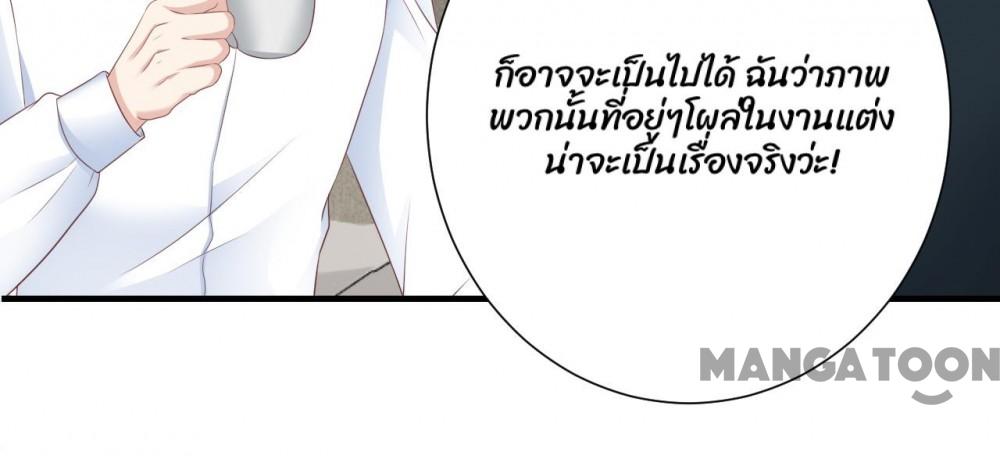 ก็อาจจะเป็นไปได้ ฉันว่าภาพ
พวกนั้นที่อยู่ๆโผล่ในงานแต่ง
น่าจะเป็นเรื่องจริงว่ะ!
MANGATOON